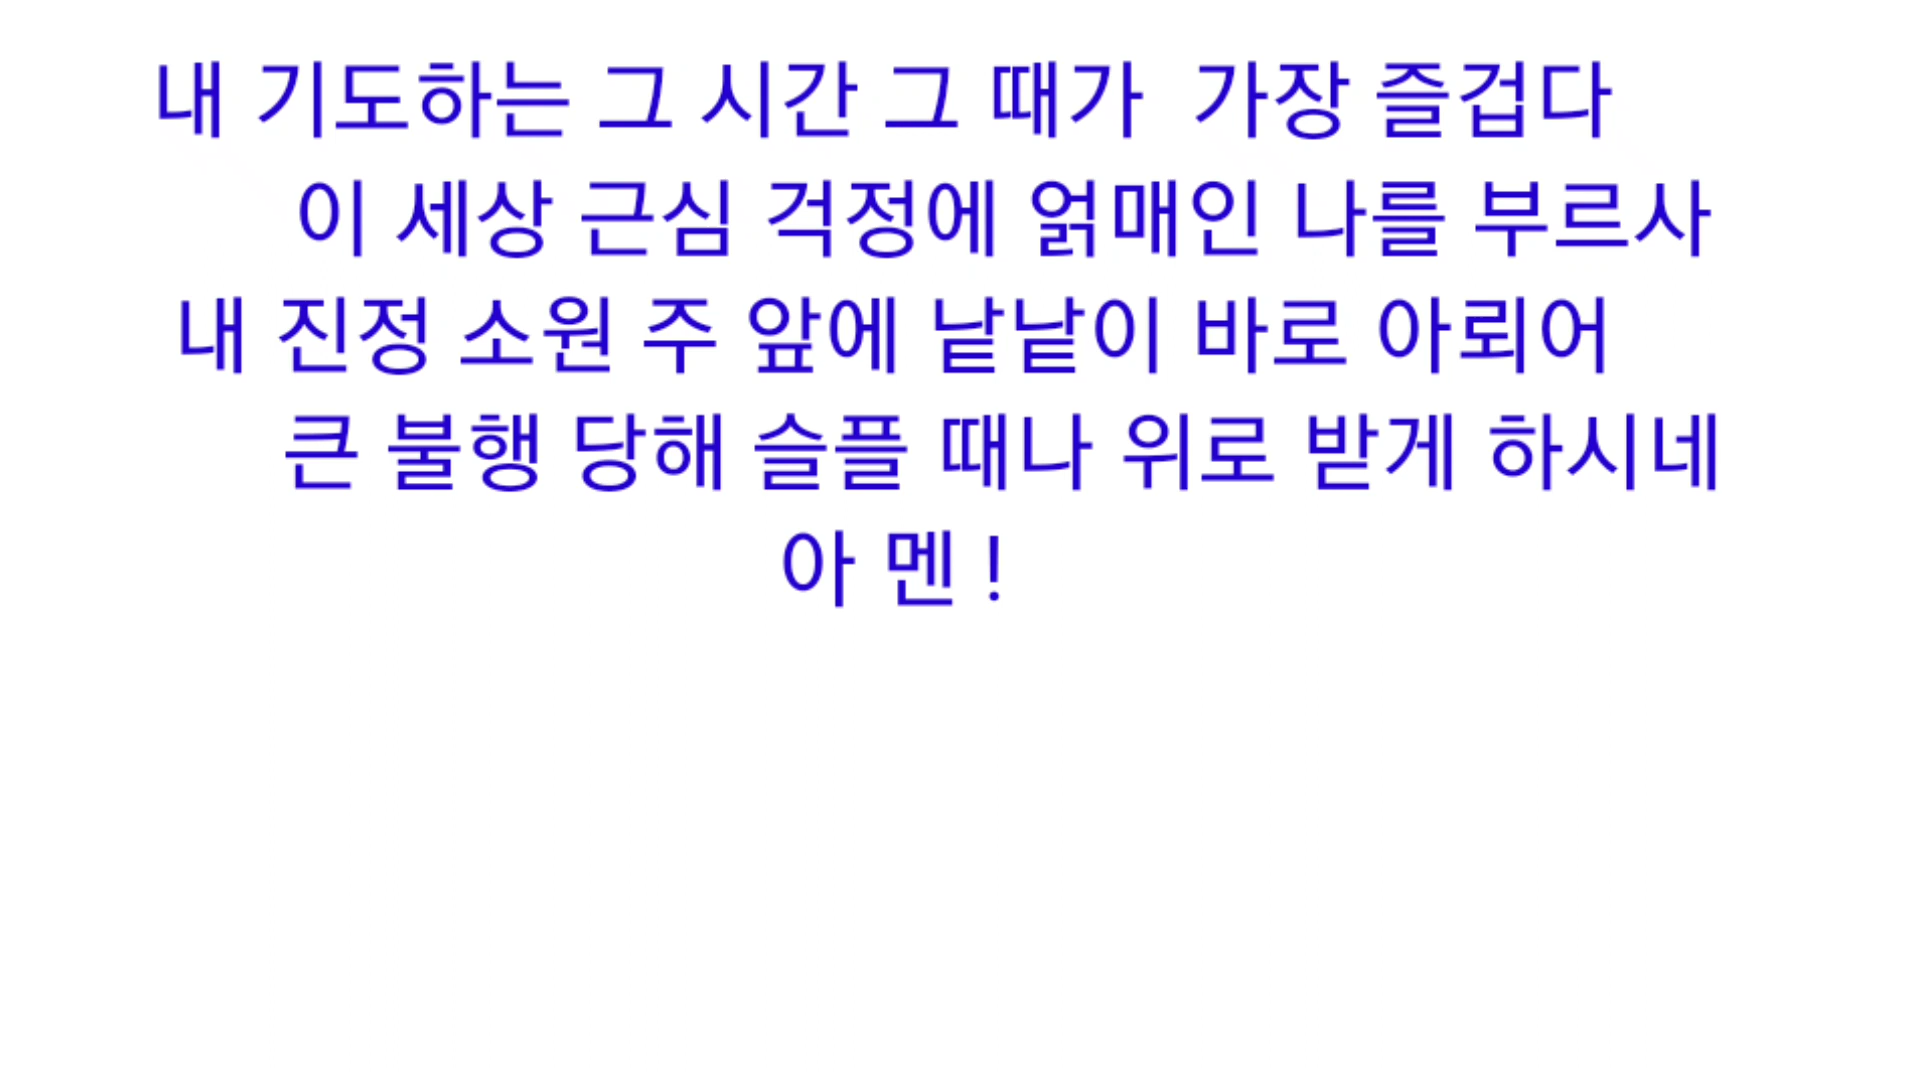 내 기도하는 그 시간 그 때가  가장 즐겁다
이 세상 근심 걱정에 얽매인 나를 부르사
내 진정 소원 주 앞에 낱낱이 바로 아뢰어
큰 불행 당해 슬플 때나 위로 받게 하시네
아 멘 !